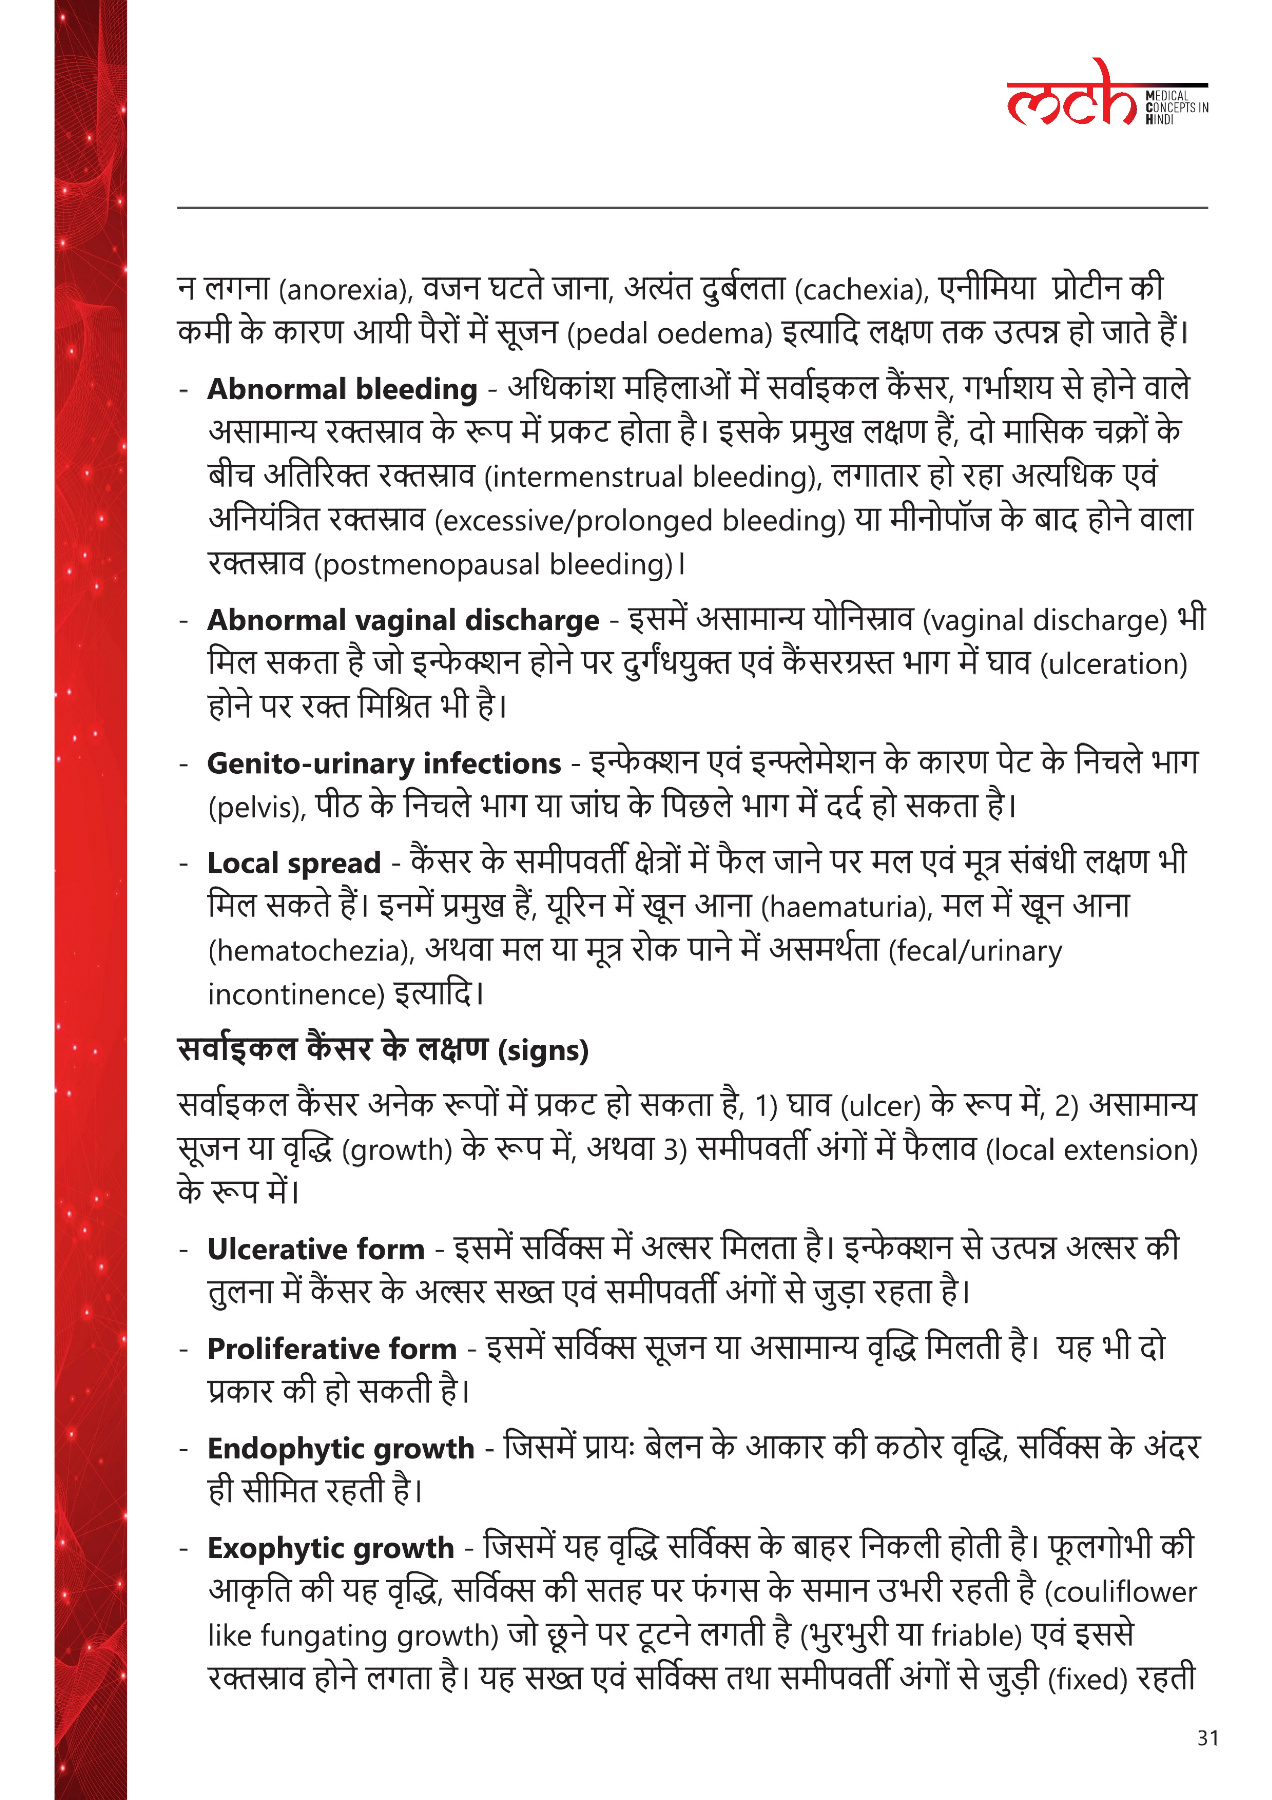 mch MEDICAL
CONCEPTS IN
HINDI
न लगना (anorexia), वजन घटते जाना, अत्यंत दुर्बलता (cachexia), एनीमिया  प्रोटीन की
कमी के कारण आयी पैरों में सूजन (pedal oedema) इत्यादि लक्षण तक उत्पन्न हो जाते हैं।
- Abnormal bleeding - अधिकांश महिलाओं में सर्वाइकल कैंसर, गर्भाशय से होने वाले
असामान्य रक्तस्राव के रूप में प्रकट होता है। इसके प्रमुख लक्षण हैं, दो मासिक चक्रों के
बीच अतिरिक्त रक्तस्राव (intermenstrual bleeding), लगातार हो रहा अत्यधिक एवं
अनियंत्रित रक्तस्राव (excessive/prolonged bleeding) या मीनोपॉज के बाद होने वाला
रक्तस्राव (postmenopausal bleeding)।
- Abnormal vaginal discharge - इसमें असामान्य योनिस्राव (vaginal discharge) भी
मिल सकता है जो इन्फेक्शन होने पर दुर्गंधयुक्त एवं कैंसरग्रस्त भाग में घाव (ulceration)
होने पर रक्त मिश्रित भी है।
- Genito-urinary infections - इन्फेक्शन एवं इन्फ्लेमेशन के कारण पेट के निचले भाग
(pelvis), पीठ के निचले भाग या जांघ के पिछले भाग में दर्द हो सकता है।
- Local spread - कैंसर के समीपवर्ती क्षेत्रों में फैल जाने पर मल एवं मूत्र संबंधी लक्षण भी
मिल सकते हैं। इनमें प्रमुख हैं, यूरिन में खून आना (haematuria), मल में खून आना
(hematochezia), अथवा मल या मूत्र रोक पाने में असमर्थता (fecal/urinary
incontinence) इत्यादि।
सर्वाइकल कैंसर के लक्षण (signs)
सर्वाइकल कैंसर अनेक रूपों में प्रकट हो सकता है, 1) घाव (ulcer) के रूप में, 2) असामान्य
सूजन या वृद्धि (growth) के रूप में, अथवा 3) समीपवर्ती अंगों में फैलाव (local extension)
के रूप में।
- Ulcerative form - इसमें सर्विक्स में अल्सर मिलता है। इन्फेक्शन से उत्पन्न अल्सर की
तुलना में कैंसर के अल्सर सख्त एवं समीपवर्ती अंगों से जुड़ा रहता है।
- Proliferative form - इसमें सर्विक्स सूजन या असामान्य वृद्धि मिलती है।  यह भी दो
प्रकार की हो सकती है।
- Endophytic growth - जिसमें प्रायः बेलन के आकार की कठोर वृद्धि, सर्विक्स के अंदर
ही सीमित रहती है।
- Exophytic growth - जिसमें यह वृद्धि सर्विक्स के बाहर निकली होती है। फूलगोभी की
आकृति की यह वृद्धि, सर्विक्स की सतह पर फंगस के समान उभरी रहती है (couliflower
like fungating growth) जो छूने पर टूटने लगती है (भुरभुरी या friable) एवं इससे
रक्तस्राव होने लगता है। यह सख्त एवं सर्विक्स तथा समीपवर्ती अंगों से जुड़ी (fixed) रहती
31